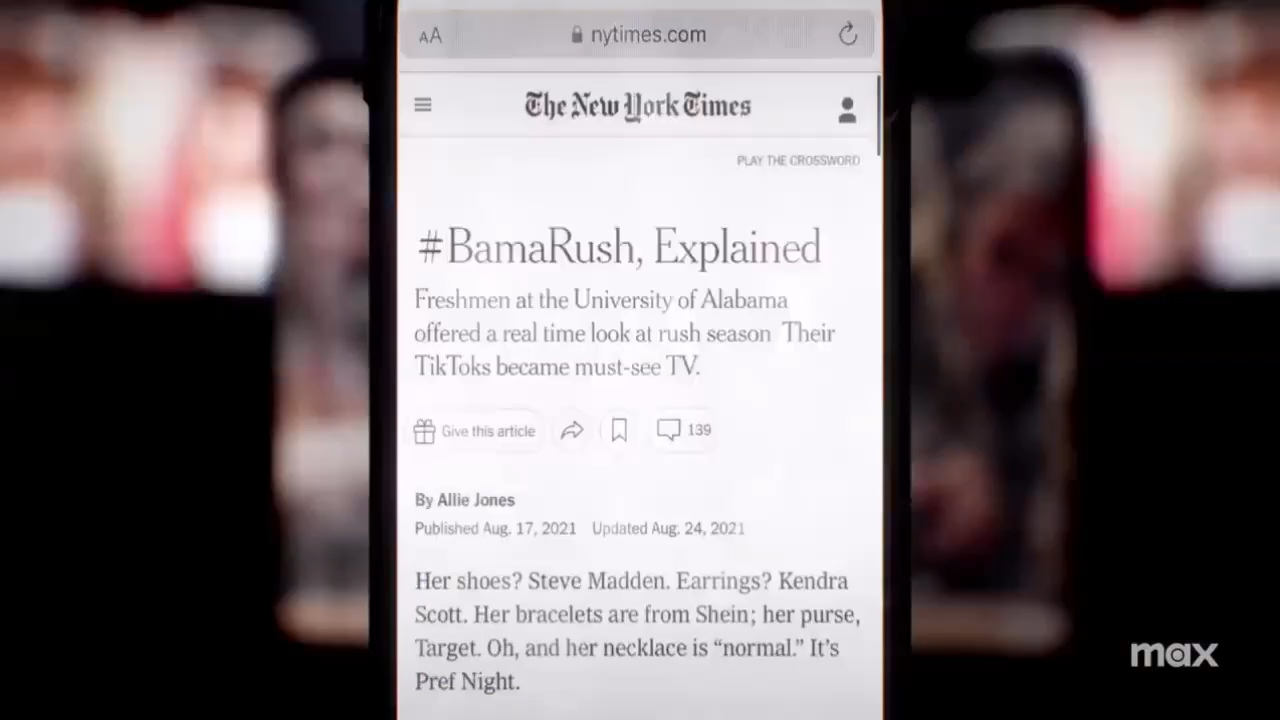 AA nytimes.com
The New York Times
PLAY THE CROSSWORD
#BamaRush, Explained
Freshmen at the University of Alabama
offered a real time look at rush season Their
TikToks became must-see TV.
Give this article 139
By Allie Jones
Published Aug. 17, 2021 Updated Aug. 24, 2021
Her shoes? Steve Madden. Earrings? Kendra
Scott. Her bracelets are from Shein; her purse,
Target. Oh, and her necklace is “normal.” It’s
Pref Night.
max